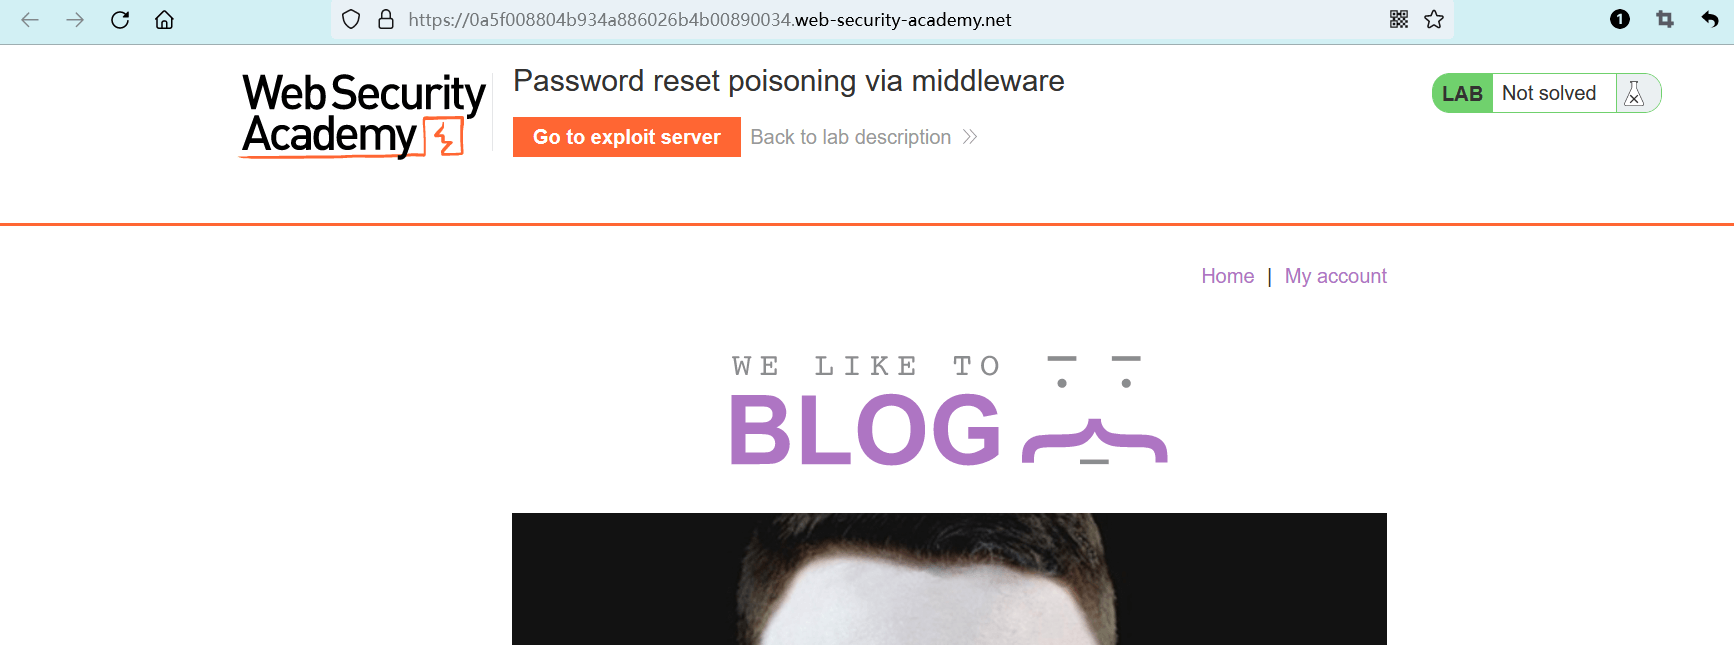 https://0a5f008804b934a886026b4b00890034.web-security-academy.net
1
Web Security
Academy
Password reset poisoning via middleware
LAB Not solved
Go to exploit server Back to lab description
Home | My account
WE LIKE TO
BLOG